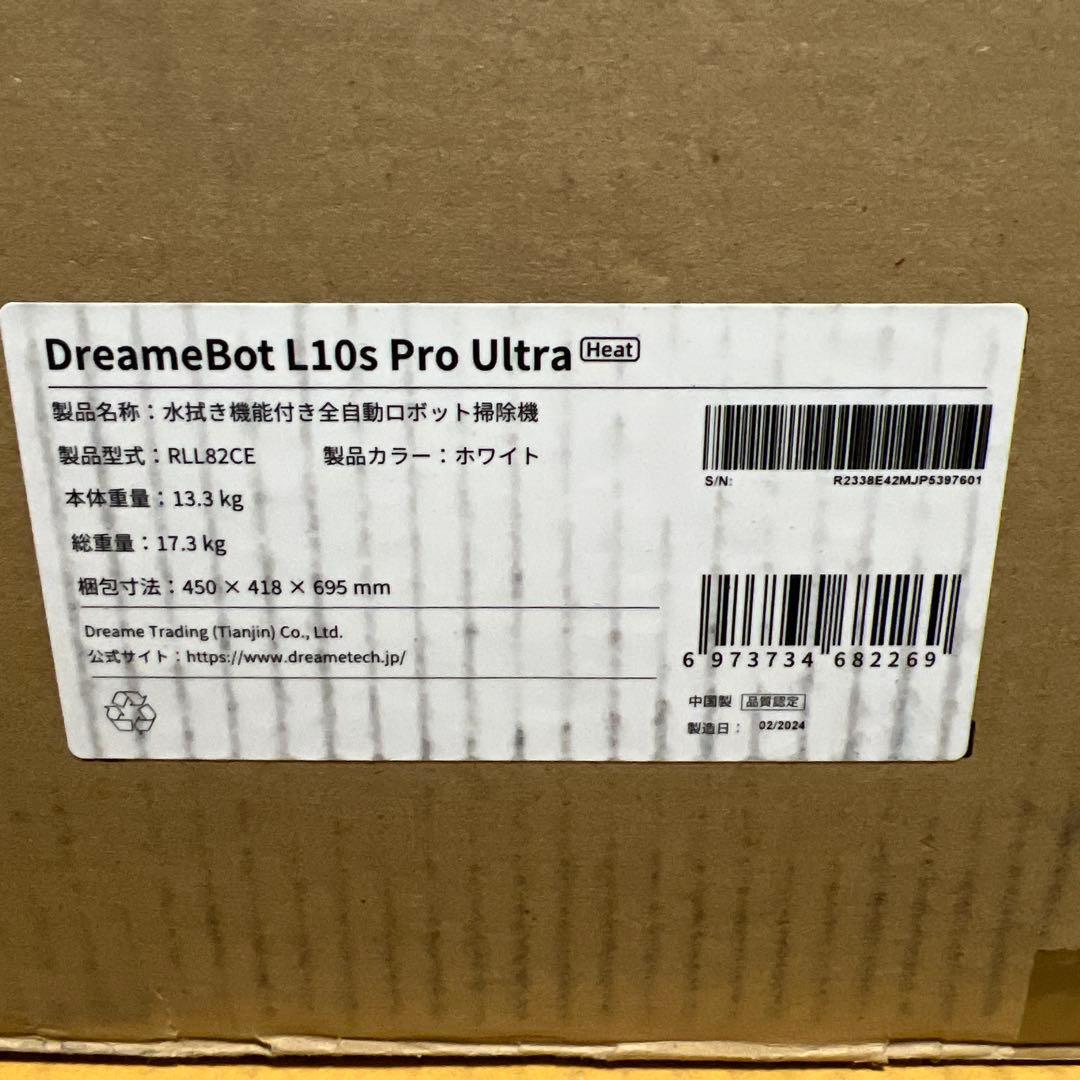 DreameBot L10s Pro Ultra Heat
製品名称：水拭き機能付き全自動ロボット掃除機
製品型式：RLL82CE 製品カラー：ホワイト
本体重量：13.3 kg
総重量：17.3 kg
梱包寸法：450 × 418 × 695 mm
Dreame Trading (Tianjin) Co., Ltd.
公式サイト：https://www.dreametech.jp/
S/N: R2338E42MJP5397601
6 973734 682269
中国製 品質認定
製造日： 02/2024